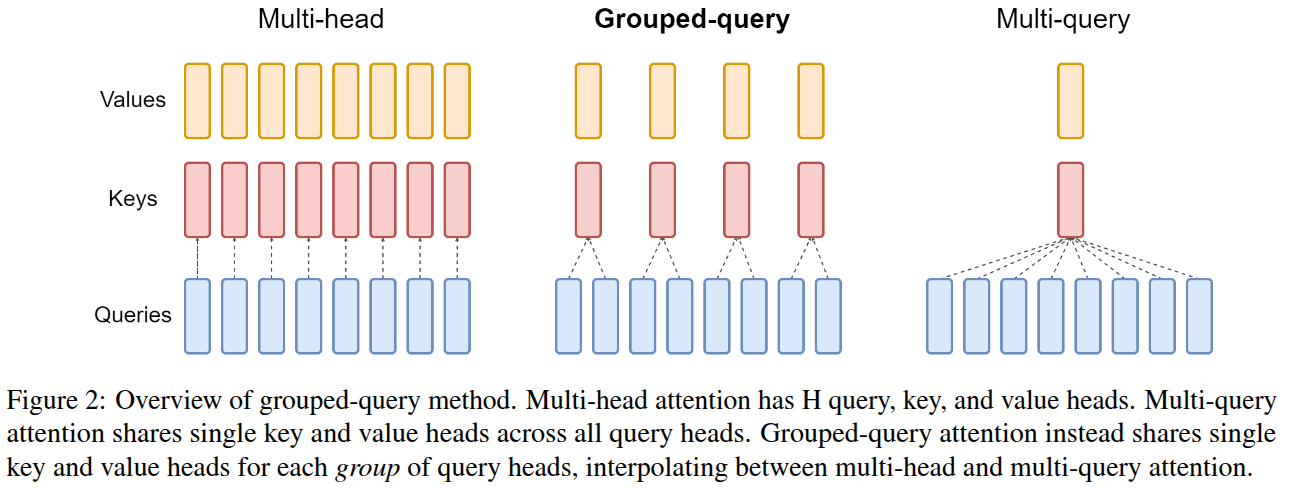 Multi-head
Grouped-query
Multi-query
Values
Keys
Queries
Figure 2: Overview of grouped-query method. Multi-head attention has H query, key, and value heads. Multi-query
attention shares single key and value heads across all query heads. Grouped-query attention instead shares single
key and value heads for each group of query heads, interpolating between multi-head and multi-query attention.